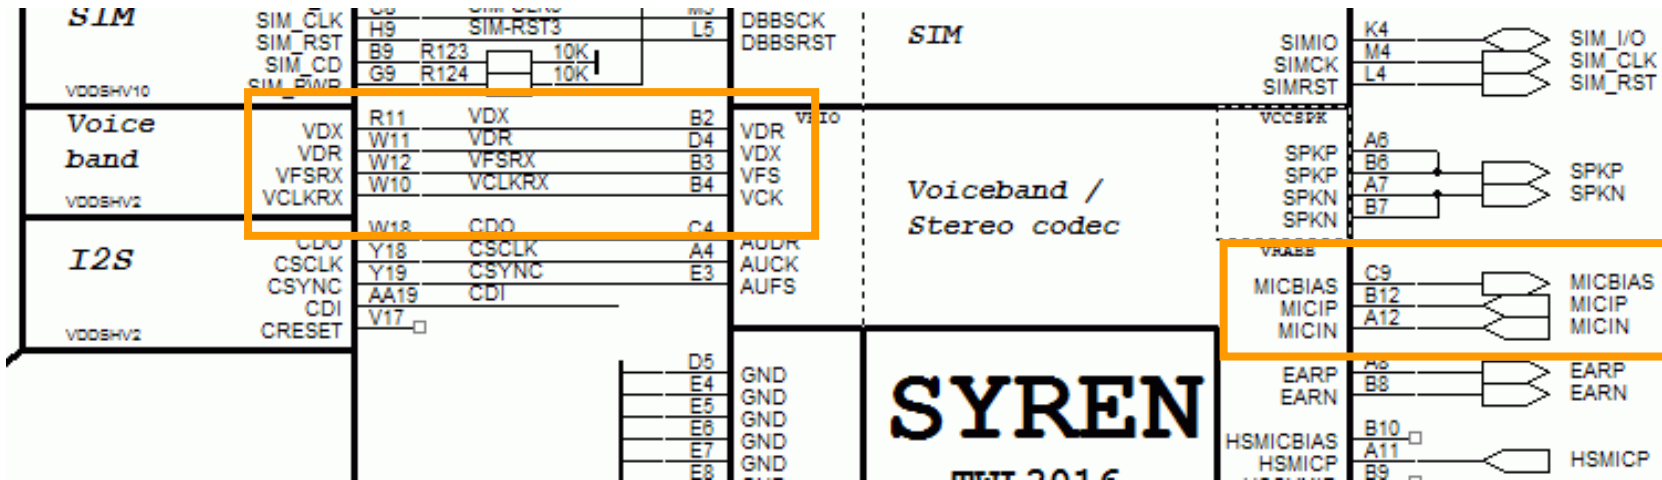 SIM
SIM_CLK
SIM_RST
SIM_CD
VDDSHV10
H9
B9
G9
SIM-RST3
R123
R124
10K
10K
L5
DBBSCK
DBBSRST
SIM
SIMIO
SIMCK
SIMRST
K4
M4
L4
SIM_I/O
SIM_CLK
SIM_RST
Voice
band
VDDSHV2
VDX
VDR
VFSRX
VCLKRX
R11
W11
W12
W10
VDX
VDR
VFSRX
VCLKRX
B2
D4
B3
B4
VDR
VDX
VFS
VCK
Voiceband /
Stereo codec
VCCSPK
SPKP
SPKP
SPKN
SPKN
A6
B6
A7
B7
SPKP
SPKN
I2S
VDDSHV2
CDO
CSCLK
CSYNC
CDI
CRESET
W18
Y18
Y19
AA19
V17
CDO
CSCLK
CSYNC
CDI
C4
A4
E3
AUDR
AUCK
AUFS
MICBIAS
MICIP
MICIN
C9
B12
A12
MICBIAS
MICIP
MICIN
D5
E4
E5
E6
E7
E8
GND
GND
GND
GND
GND
SYREN
EARP
EARN
A8
B8
EARP
EARN
HSMICBIAS
HSMICP
B10
A11
B9
HSMICP